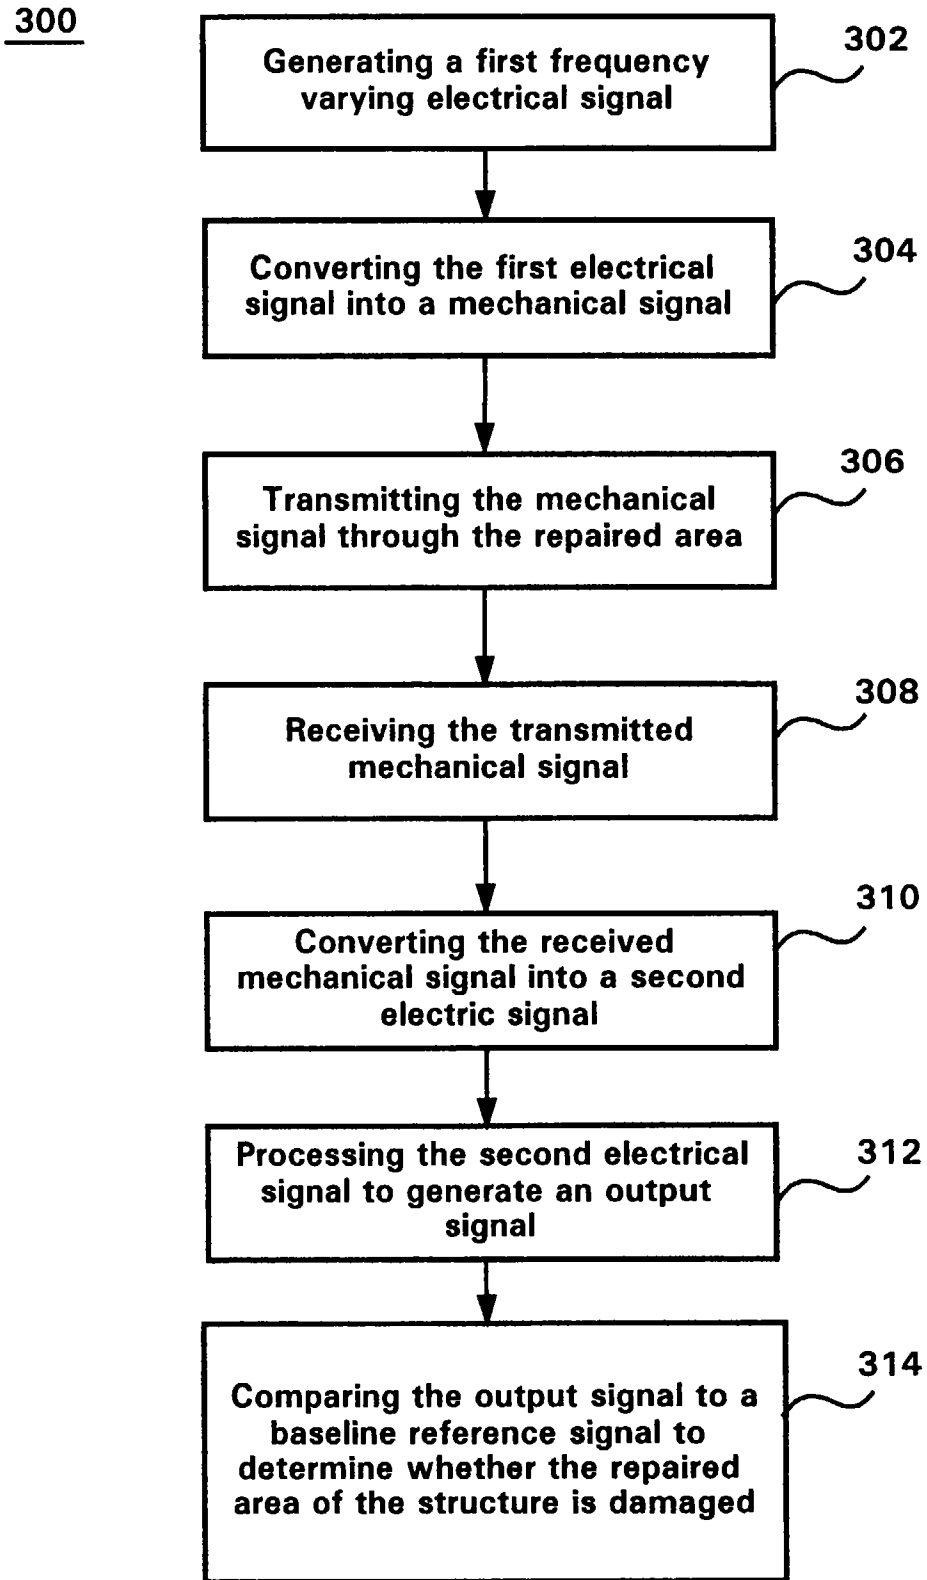 300
302
Generating a first frequency
varying electrical signal
304
Converting the first electrical
signal into a mechanical signal
306
Transmitting the mechanical
signal through the repaired area
308
Receiving the transmitted
mechanical signal
310
Converting the received
mechanical signal into a second
electric signal
312
Processing the second electrical
signal to generate an output
signal
314
Comparing the output signal to a
baseline reference signal to
determine whether the repaired
area of the structure is damaged